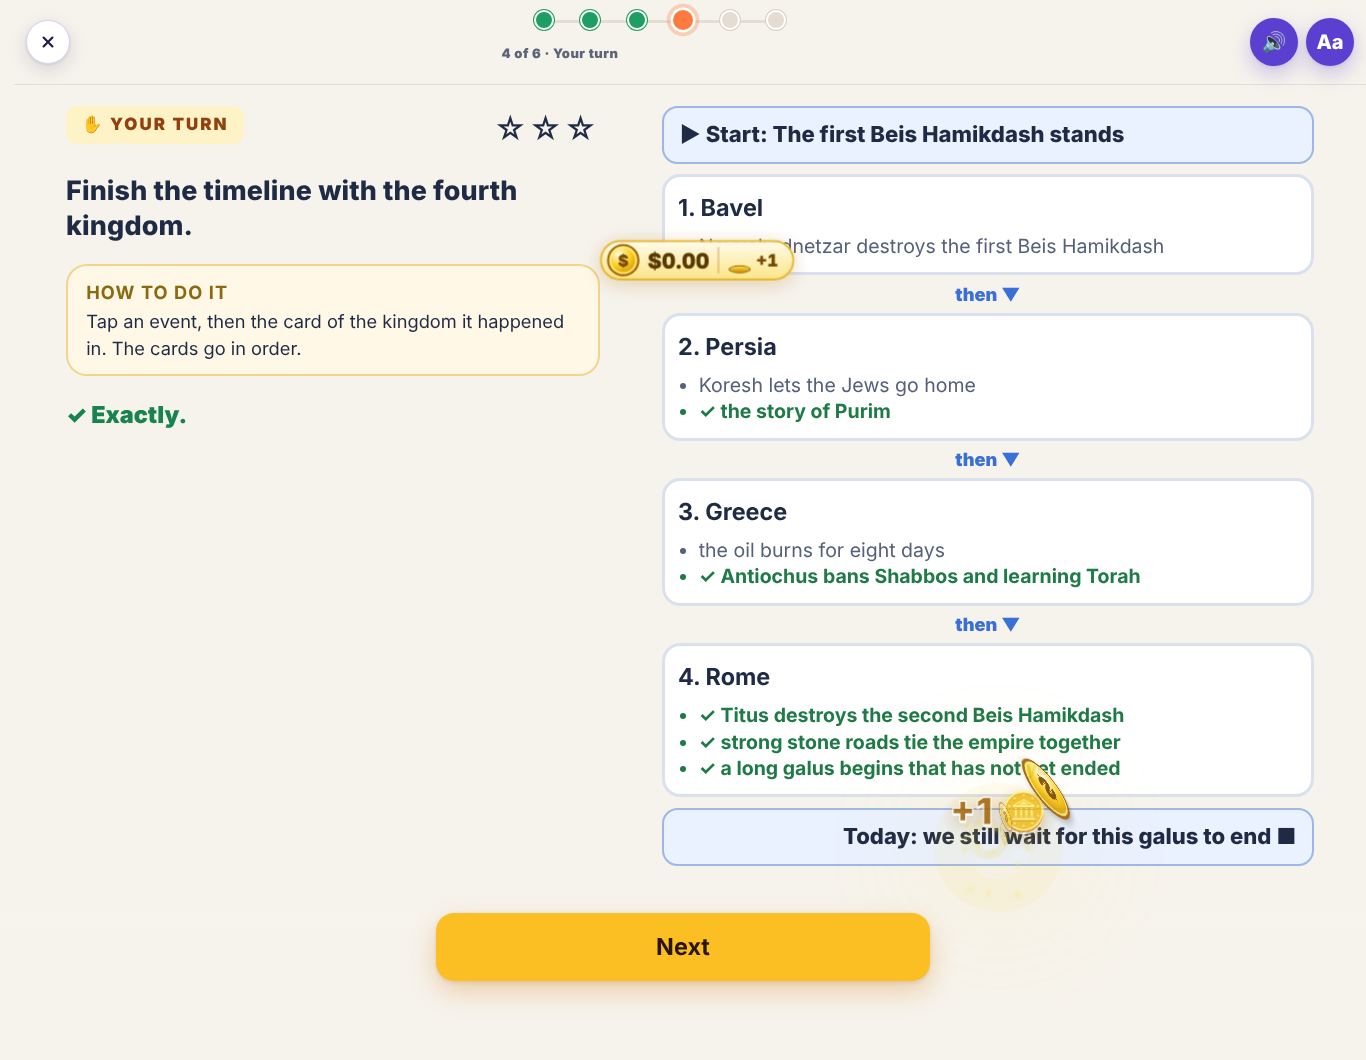 4 of 6 · Your turn
Aa
YOUR TURN
Finish the timeline with the fourth
kingdom.
HOW TO DO IT
Tap an event, then the card of the kingdom it happened
in. The cards go in order.
✓ Exactly.
$0.00 +1
▶ Start: The first Beis Hamikdash stands
1. Bavel
destroys the first Beis Hamikdash
then ▼
2. Persia
• Koresh lets the Jews go home
• ✓ the story of Purim
then ▼
3. Greece
• the oil burns for eight days
• ✓ Antiochus bans Shabbos and learning Torah
then ▼
4. Rome
• ✓ Titus destroys the second Beis Hamikdash
• ✓ strong stone roads tie the empire together
• ✓ a long galus begins that has not yet ended
+1
Today: we still wait for this galus to end ■
Next